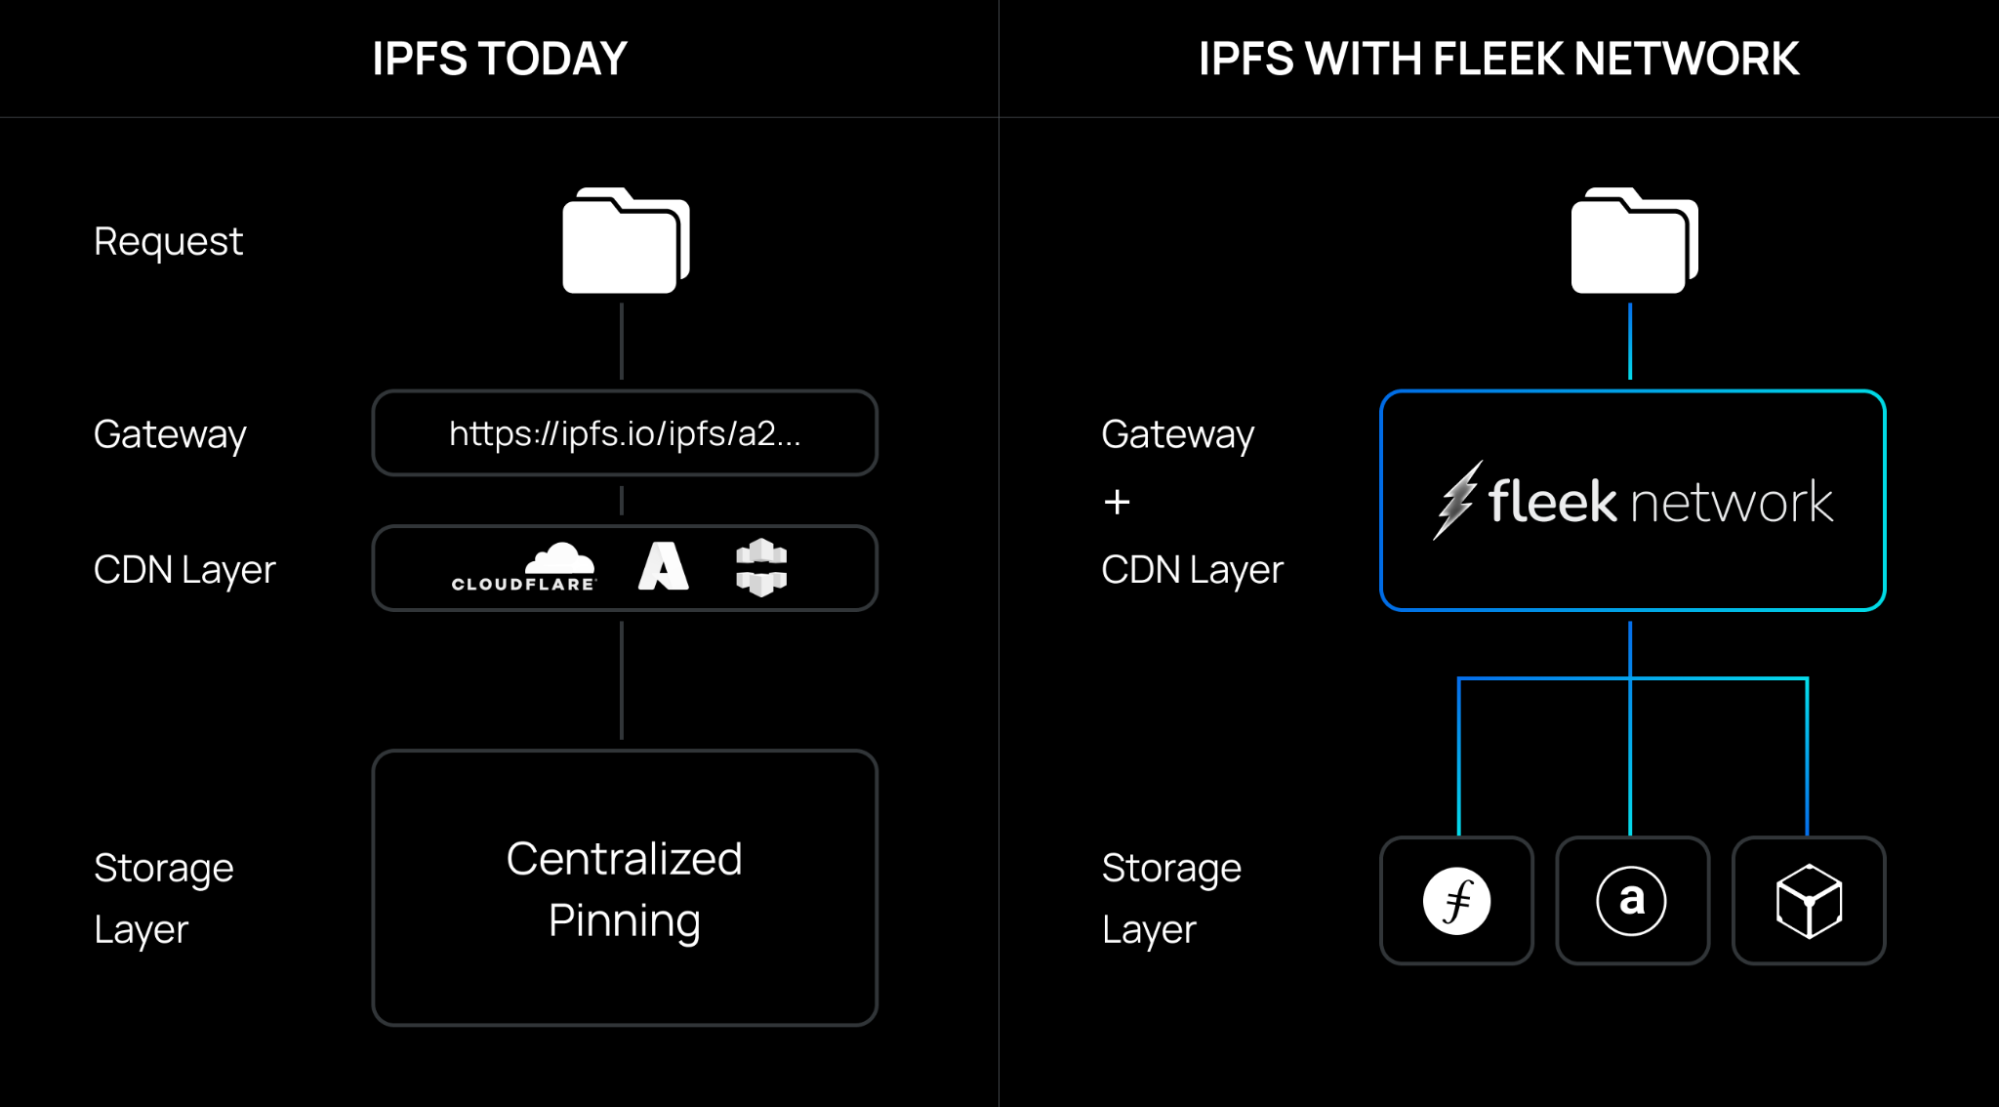 IPFS TODAY
IPFS WITH FLEEK NETWORK
Request
Gateway
https://ipfs.io/ipfs/a2...
CDN Layer
CLOUDFLARE
Storage
Layer
Centralized
Pinning
Gateway
+
CDN Layer
fleek network
Storage
Layer
a